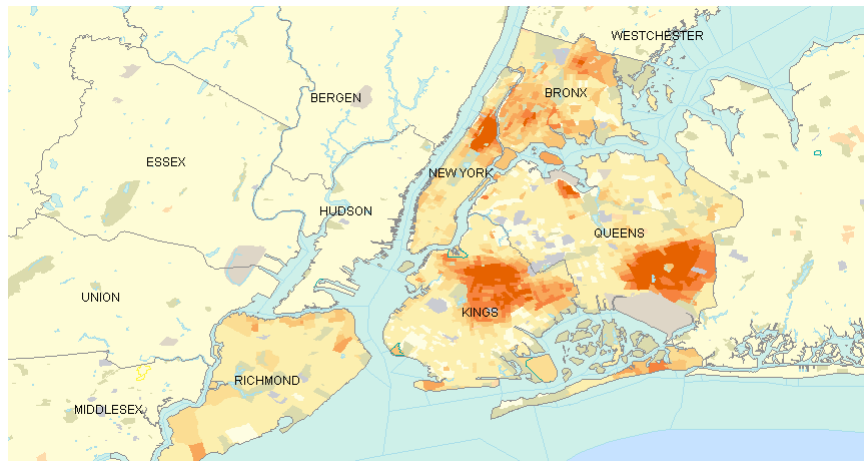 WESTCHESTER
BRONX
BERGEN
ESSEX
NEW YORK
HUDSON
QUEENS
UNION
KINGS
RICHMOND
MIDDLESEX